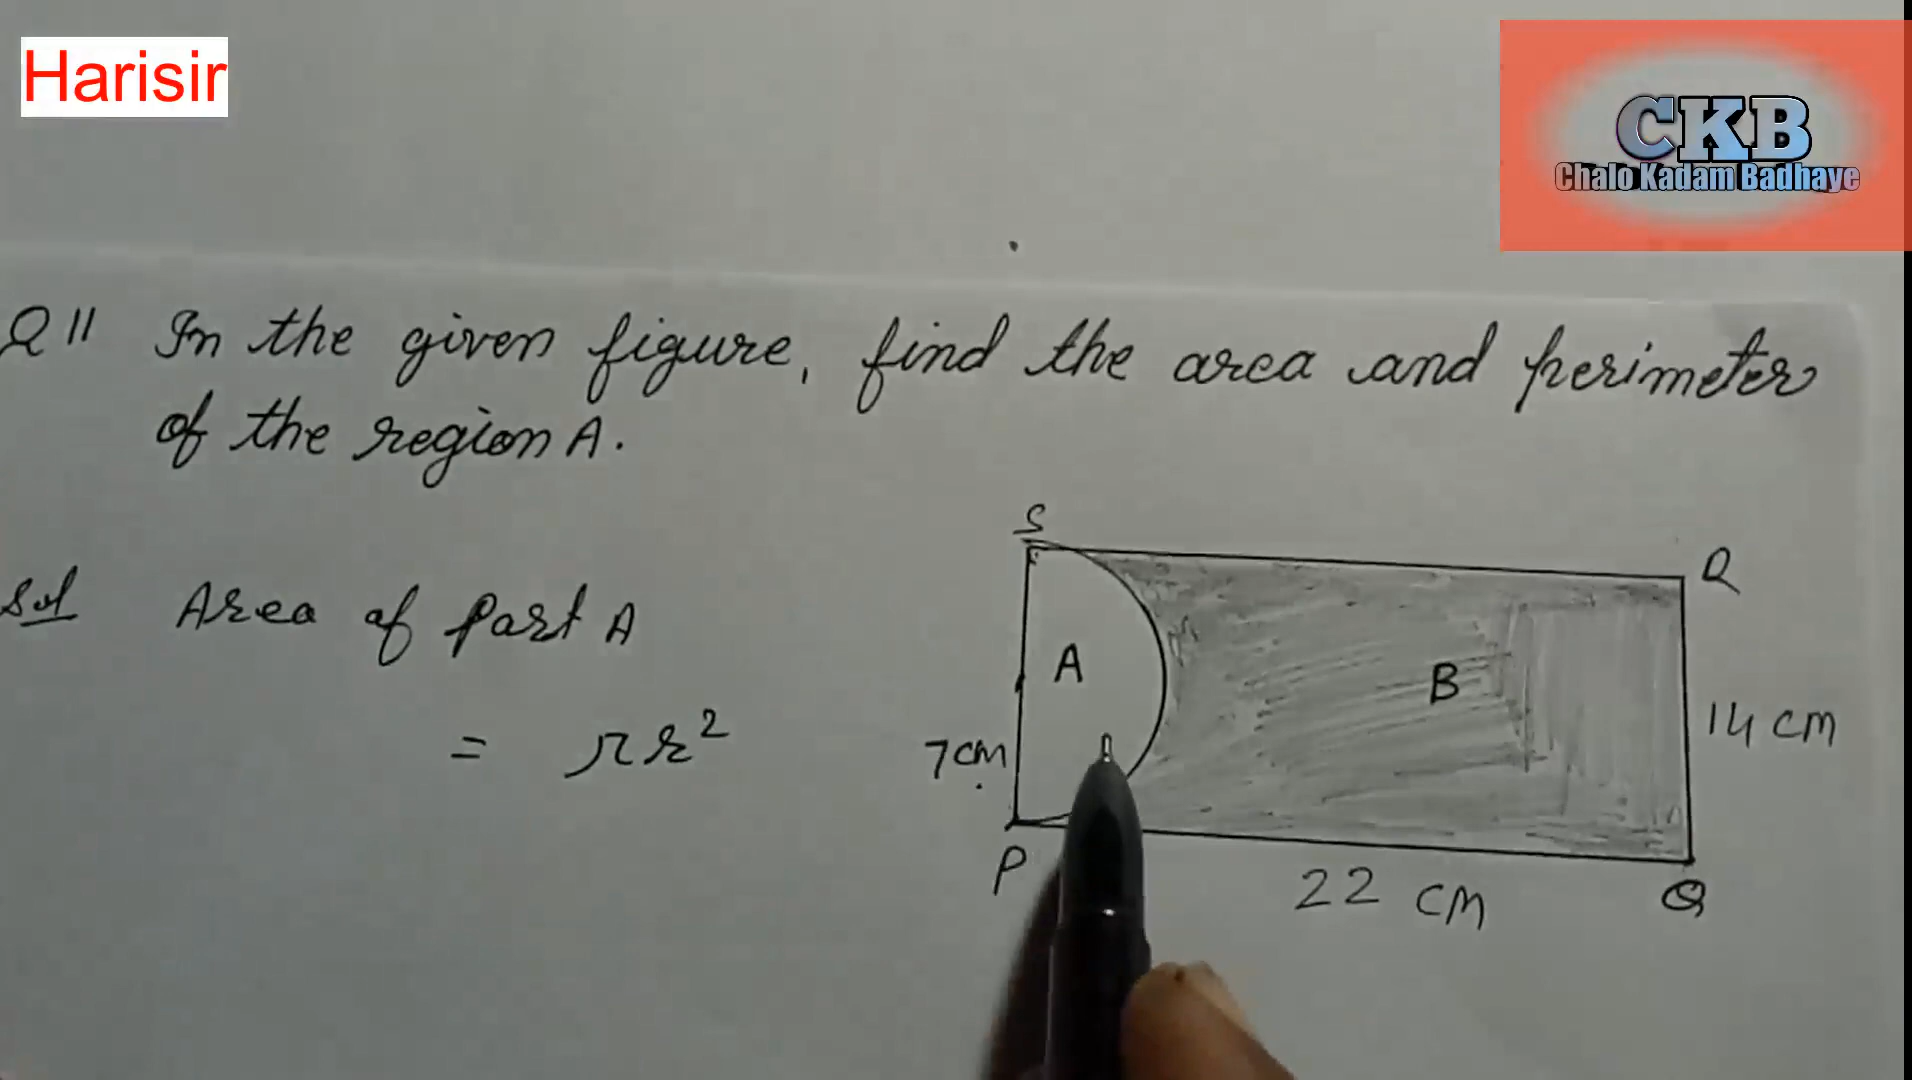 Harisir
CKB
Chalo Kadam Badhaye
Q11 In the given figure, find the area and perimeter
of the region A.
Sol Area of Part A
= πr²
S
R
A
B
7cm
14 cm
P
22 cm
Q